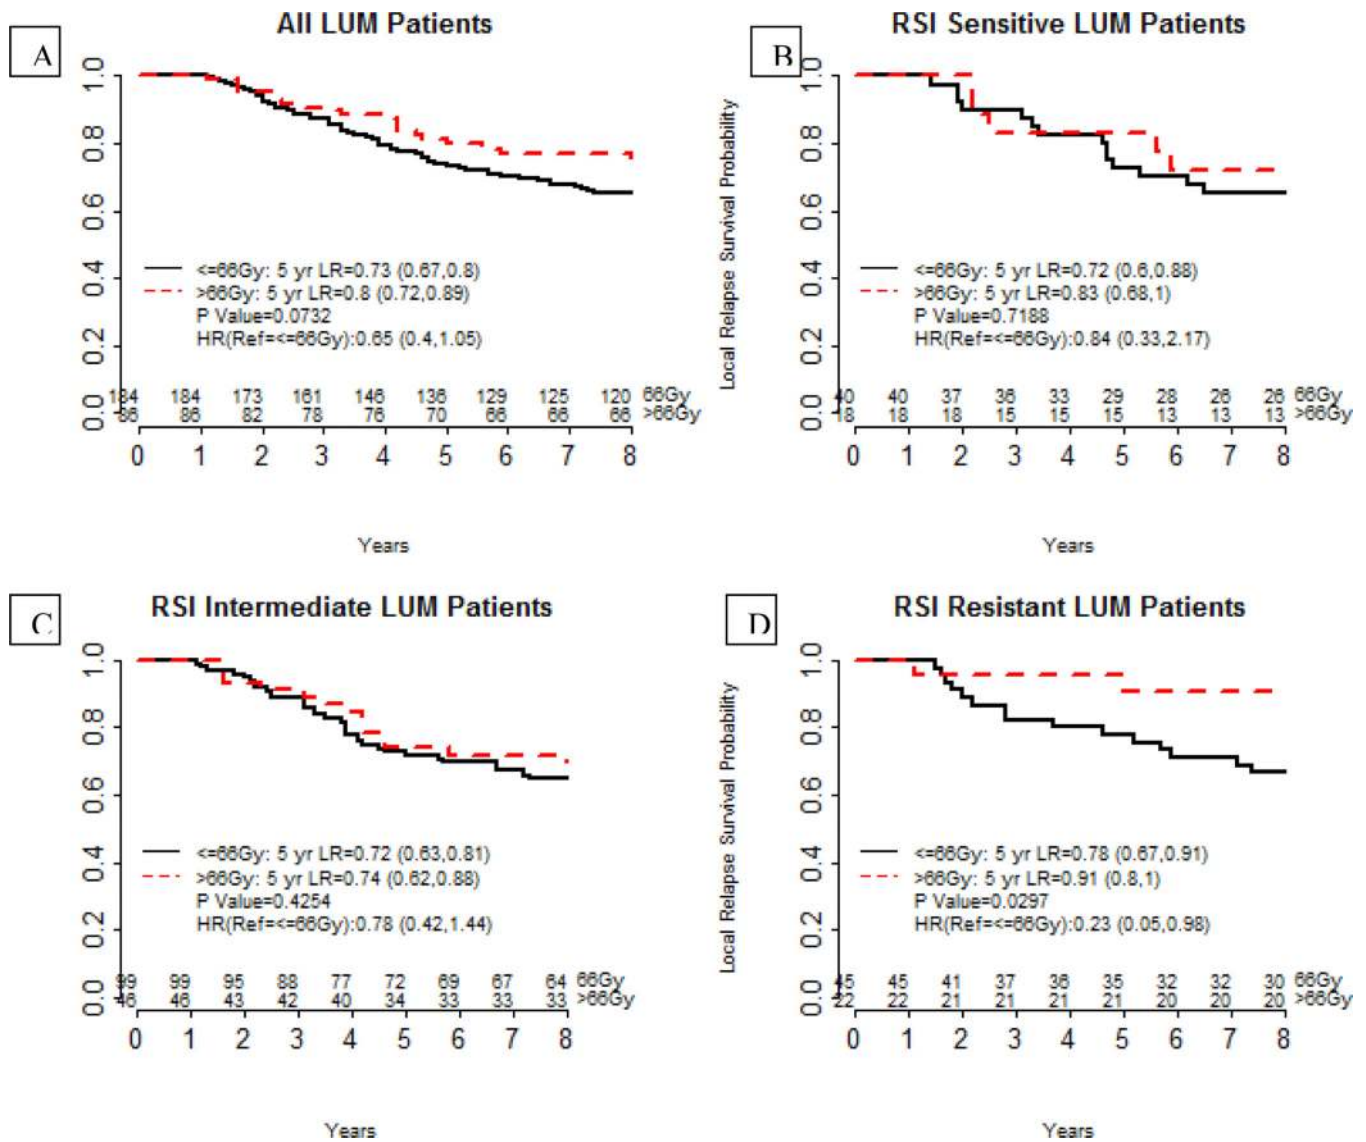 A
All LUM Patients
1.0
0.8
0.6
0.4
0.2
0.0
<=66Gy: 5 yr LR=0.73 (0.67,0.8)
>66Gy: 5 yr LR=0.8 (0.72,0.89)
P Value=0.0732
HR(Ref=<=66Gy):0.65 (0.4,1.05)
184 184 173 161 146 136 129 125 120 66Gy
86 86 82 78 76 70 66 66 66 >66Gy
0 1 2 3 4 5 6 7 8
Years
B
RSI Sensitive LUM Patients
Local Relapse Survival Probability
1.0
0.8
0.6
0.4
0.2
0.0
<=66Gy: 5 yr LR=0.72 (0.6,0.88)
>66Gy: 5 yr LR=0.83 (0.68,1)
P Value=0.7188
HR(Ref=<=66Gy):0.84 (0.33,2.17)
40 40 37 36 33 29 28 26 26 66Gy
18 18 18 15 15 15 13 13 13 >66Gy
0 1 2 3 4 5 6 7 8
Years
C
RSI Intermediate LUM Patients
1.0
0.8
0.6
0.4
0.2
0.0
<=66Gy: 5 yr LR=0.72 (0.63,0.81)
>66Gy: 5 yr LR=0.74 (0.62,0.88)
P Value=0.4254
HR(Ref=<=66Gy):0.78 (0.42,1.44)
99 99 95 88 77 72 69 67 64 66Gy
46 46 43 42 40 34 33 33 33 >66Gy
0 1 2 3 4 5 6 7 8
Years
D
RSI Resistant LUM Patients
Local Relapse Survival Probability
1.0
0.8
0.6
0.4
0.2
0.0
<=66Gy: 5 yr LR=0.78 (0.67,0.91)
>66Gy: 5 yr LR=0.91 (0.8,1)
P Value=0.0297
HR(Ref=<=66Gy):0.23 (0.05,0.98)
45 45 41 37 36 35 32 32 30 66Gy
22 22 21 21 21 21 20 20 20 >66Gy
0 1 2 3 4 5 6 7 8
Years